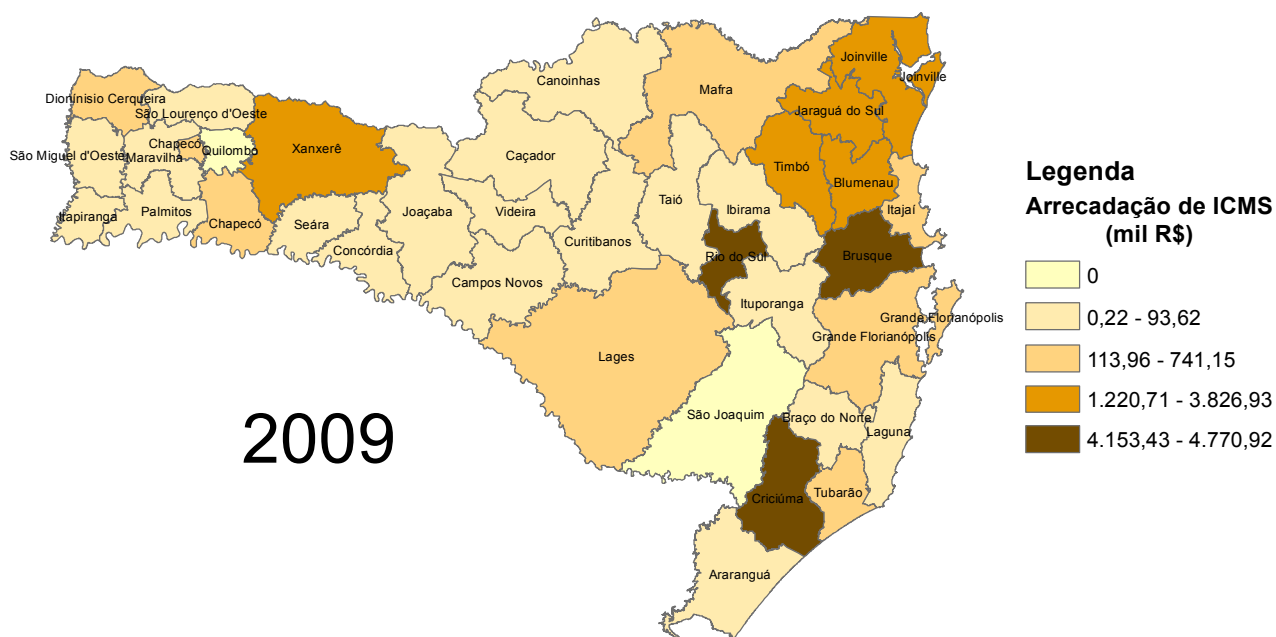 Joinville
Canoinhas
Joinville
Mafra
Dionínisio Cerqueira
São Lourenço d'Oeste
Jaraguá do Sul
Chapecó
Quilombo
Xanxerê
São Miguel d'Oeste
Maravilha
Caçador
Timbó
Blumenau
Legenda
Arrecadação de ICMS
(mil R$)
0
0,22 - 93,62
113,96 - 741,15
1.220,71 - 3.826,93
4.153,43 - 4.770,92
Taió
Ibirama
Itajaí
Itapiranga
Palmitos
Chapecó
Seára
Joaçaba
Videira
Curitibanos
Concórdia
Rio do Sul
Brusque
Campos Novos
Ituporanga
Grande Florianópolis
Grande Florianópolis
Lages
São Joaquim
Braço do Norte
Laguna
2009
Criciúma
Tubarão
Araranguá